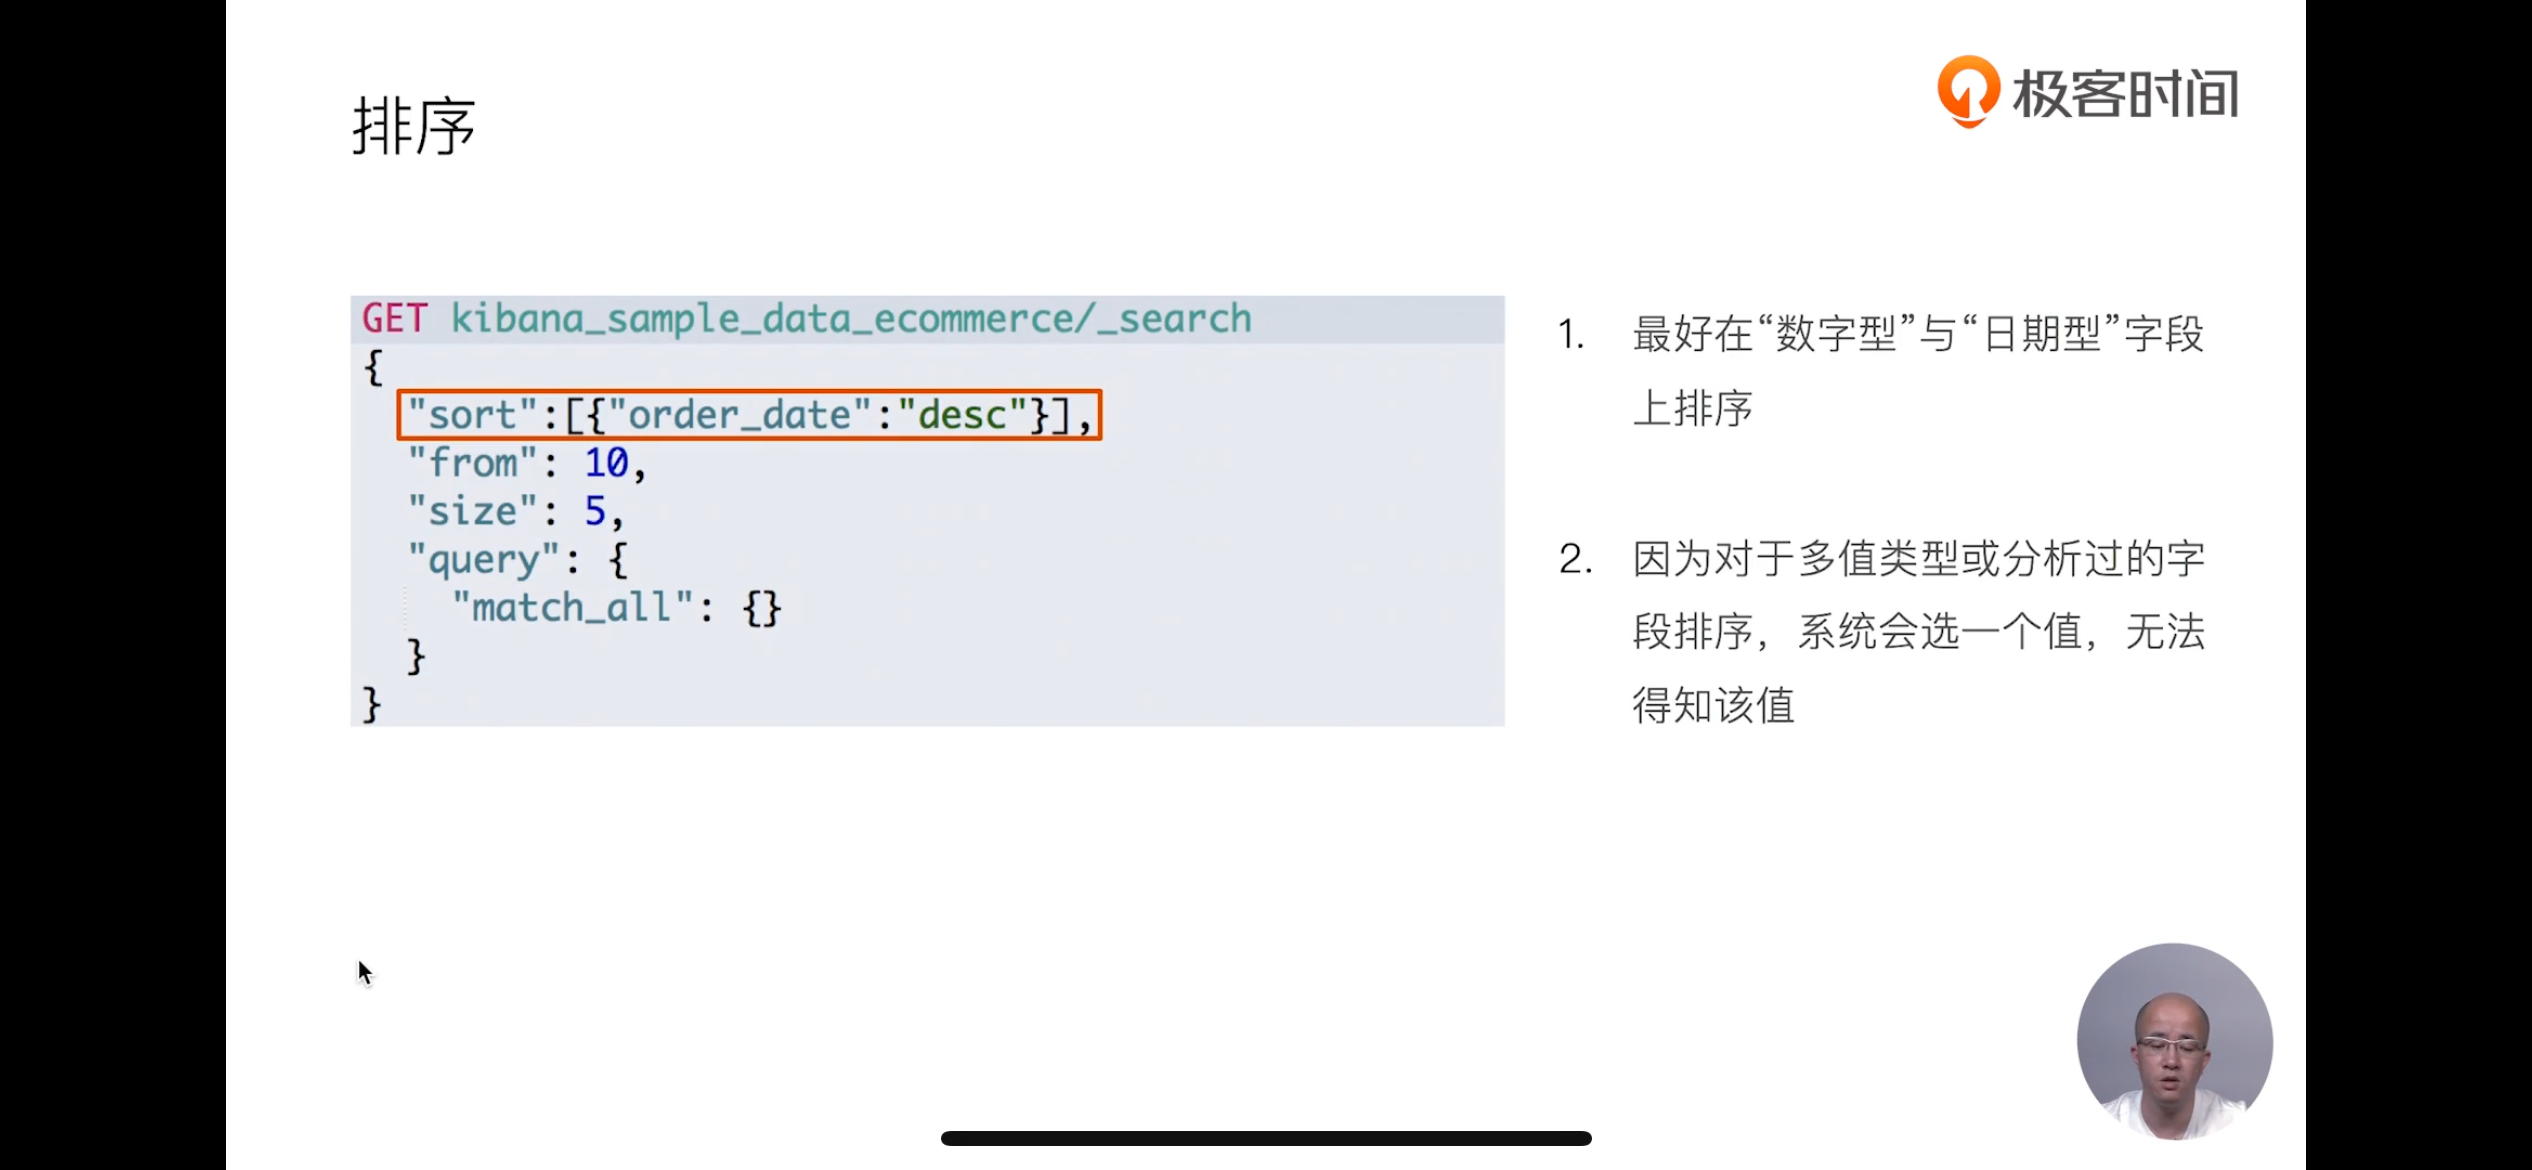 排序
极客时间
GET kibana_sample_data_ecommerce/_search
{
"sort":[{"order_date":"desc"}],
"from": 10,
"size": 5,
"query": {
"match_all": {}
}
}
1. 最好在“数字型”与“日期型”字段
上排序
2. 因为对于多值类型或分析过的字
段排序，系统会选一个值，无法
得知该值